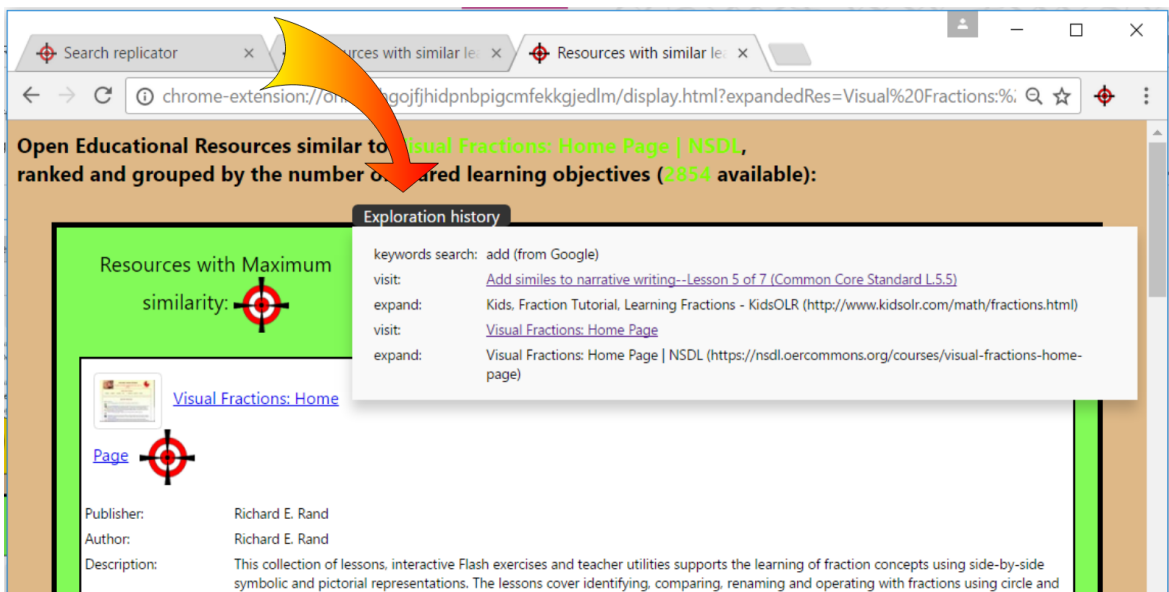 Search replicator
urces with similar lea
Resources with similar lea
chrome-extension://on hgojfjhidpnbpigcmfekkgjedlm/display.html?expandedRes=Visual%20Fractions:%
Open Educational Resources similar to Visual Fractions: Home Page | NSDL,
ranked and grouped by the number of shared learning objectives (2854 available):
Exploration history
keywords search: add (from Google)
visit: Add similes to narrative writing--Lesson 5 of 7 (Common Core Standard L.5.5)
expand: Kids, Fraction Tutorial, Learning Fractions - KidsOLR (http://www.kidsolr.com/math/fractions.html)
visit: Visual Fractions: Home Page
expand: Visual Fractions: Home Page | NSDL (https://nsdl.oercommons.org/courses/visual-fractions-home-
page)
Resources with Maximum
similarity:
Visual Fractions: Home
Page
Publisher: Richard E. Rand
Author: Richard E. Rand
Description: This collection of lessons, interactive Flash exercises and teacher utilities supports the learning of fraction concepts using side-by-side
symbolic and pictorial representations. The lessons cover identifying, comparing, renaming and operating with fractions using circle and